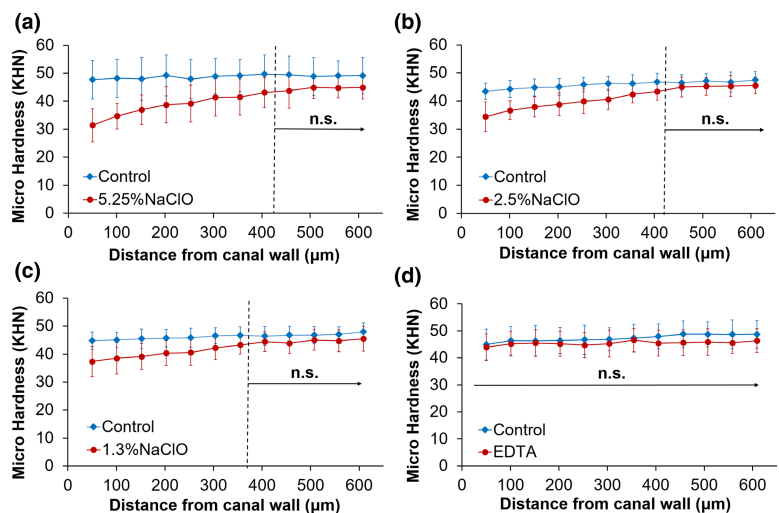 (a)
Micro Hardness (KHN)
60
50
40
30
20
10
0
n.s.
Control
5.25%NaClO
0 100 200 300 400 500 600
Distance from canal wall (µm)
(b)
Micro Hardness (KHN)
60
50
40
30
20
10
0
n.s.
Control
2.5%NaClO
0 100 200 300 400 500 600
Distance from canal wall (µm)
(c)
Micro Hardness (KHN)
60
50
40
30
20
10
0
n.s.
Control
1.3%NaClO
0 100 200 300 400 500 600
Distance from canal wall (µm)
(d)
Micro Hardness (KHN)
60
50
40
30
20
10
0
n.s.
Control
EDTA
0 100 200 300 400 500 600
Distance from canal wall (µm)